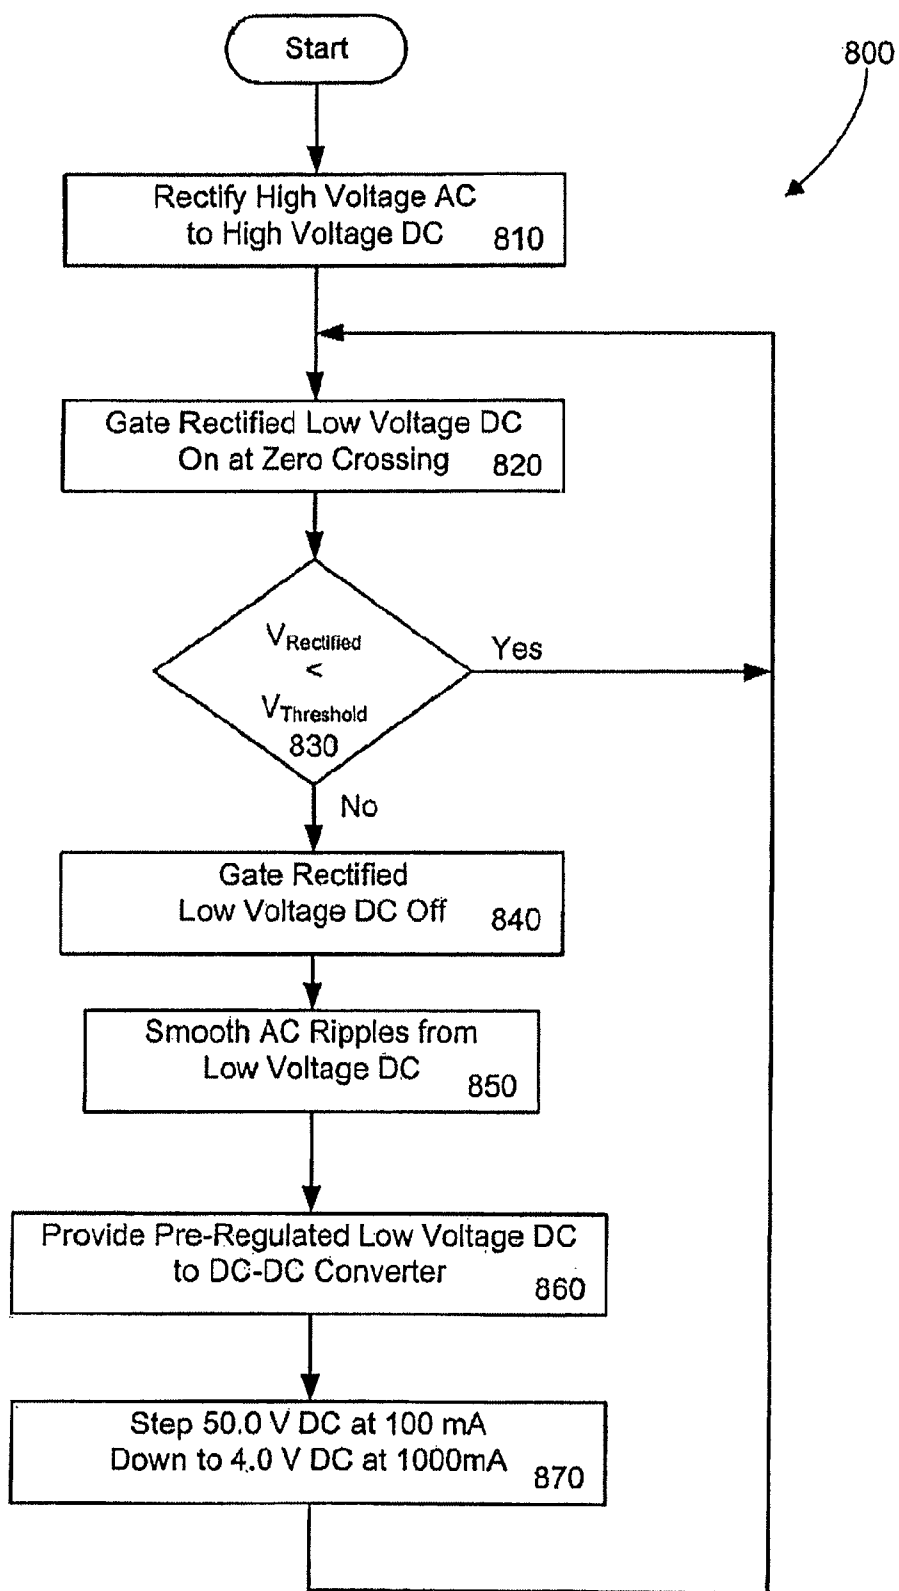 Start
800
Rectify High Voltage AC
to High Voltage DC
810
Gate Rectified Low Voltage DC
On at Zero Crossing
820
VRectified
<
VThreshold
830
Yes
No
Gate Rectified
Low Voltage DC Off
840
Smooth AC Ripples from
Low Voltage DC
850
Provide Pre-Regulated Low Voltage DC
to DC-DC Converter
860
Step 50.0 V DC at 100 mA
Down to 4.0 V DC at 1000mA
870